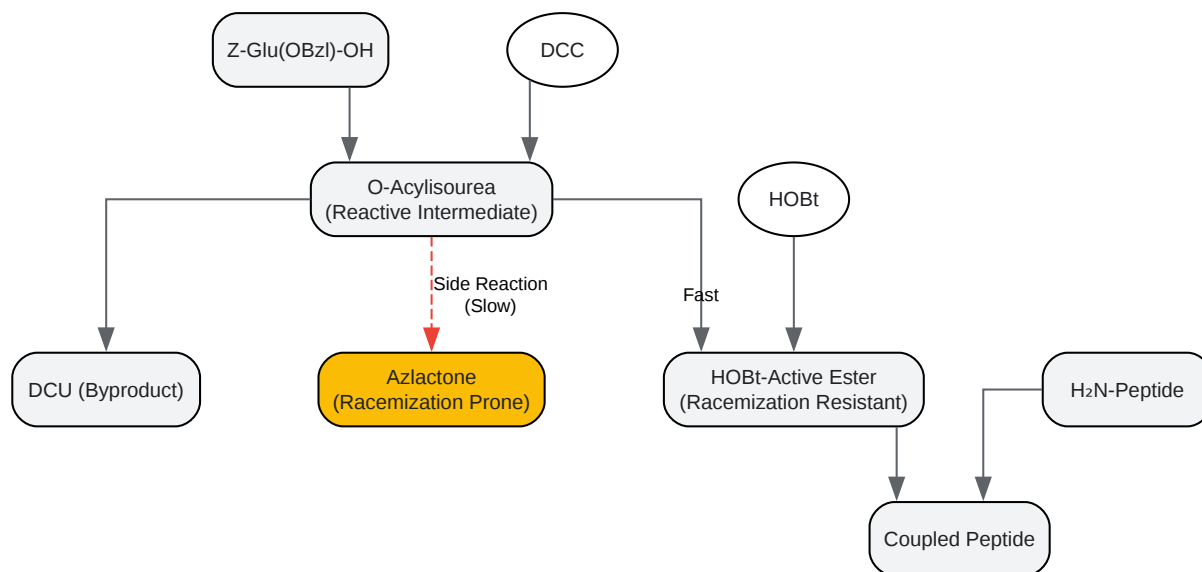 Z-Glu(OBzl)-OH
DCC
O-Acylisourea
(Reactive Intermediate)
HOBt
Side Reaction
(Slow)
Fast
DCU (Byproduct)
Azlactone
(Racemization Prone)
HOBt-Active Ester
(Racemization Resistant)
H₂N-Peptide
Coupled Peptide